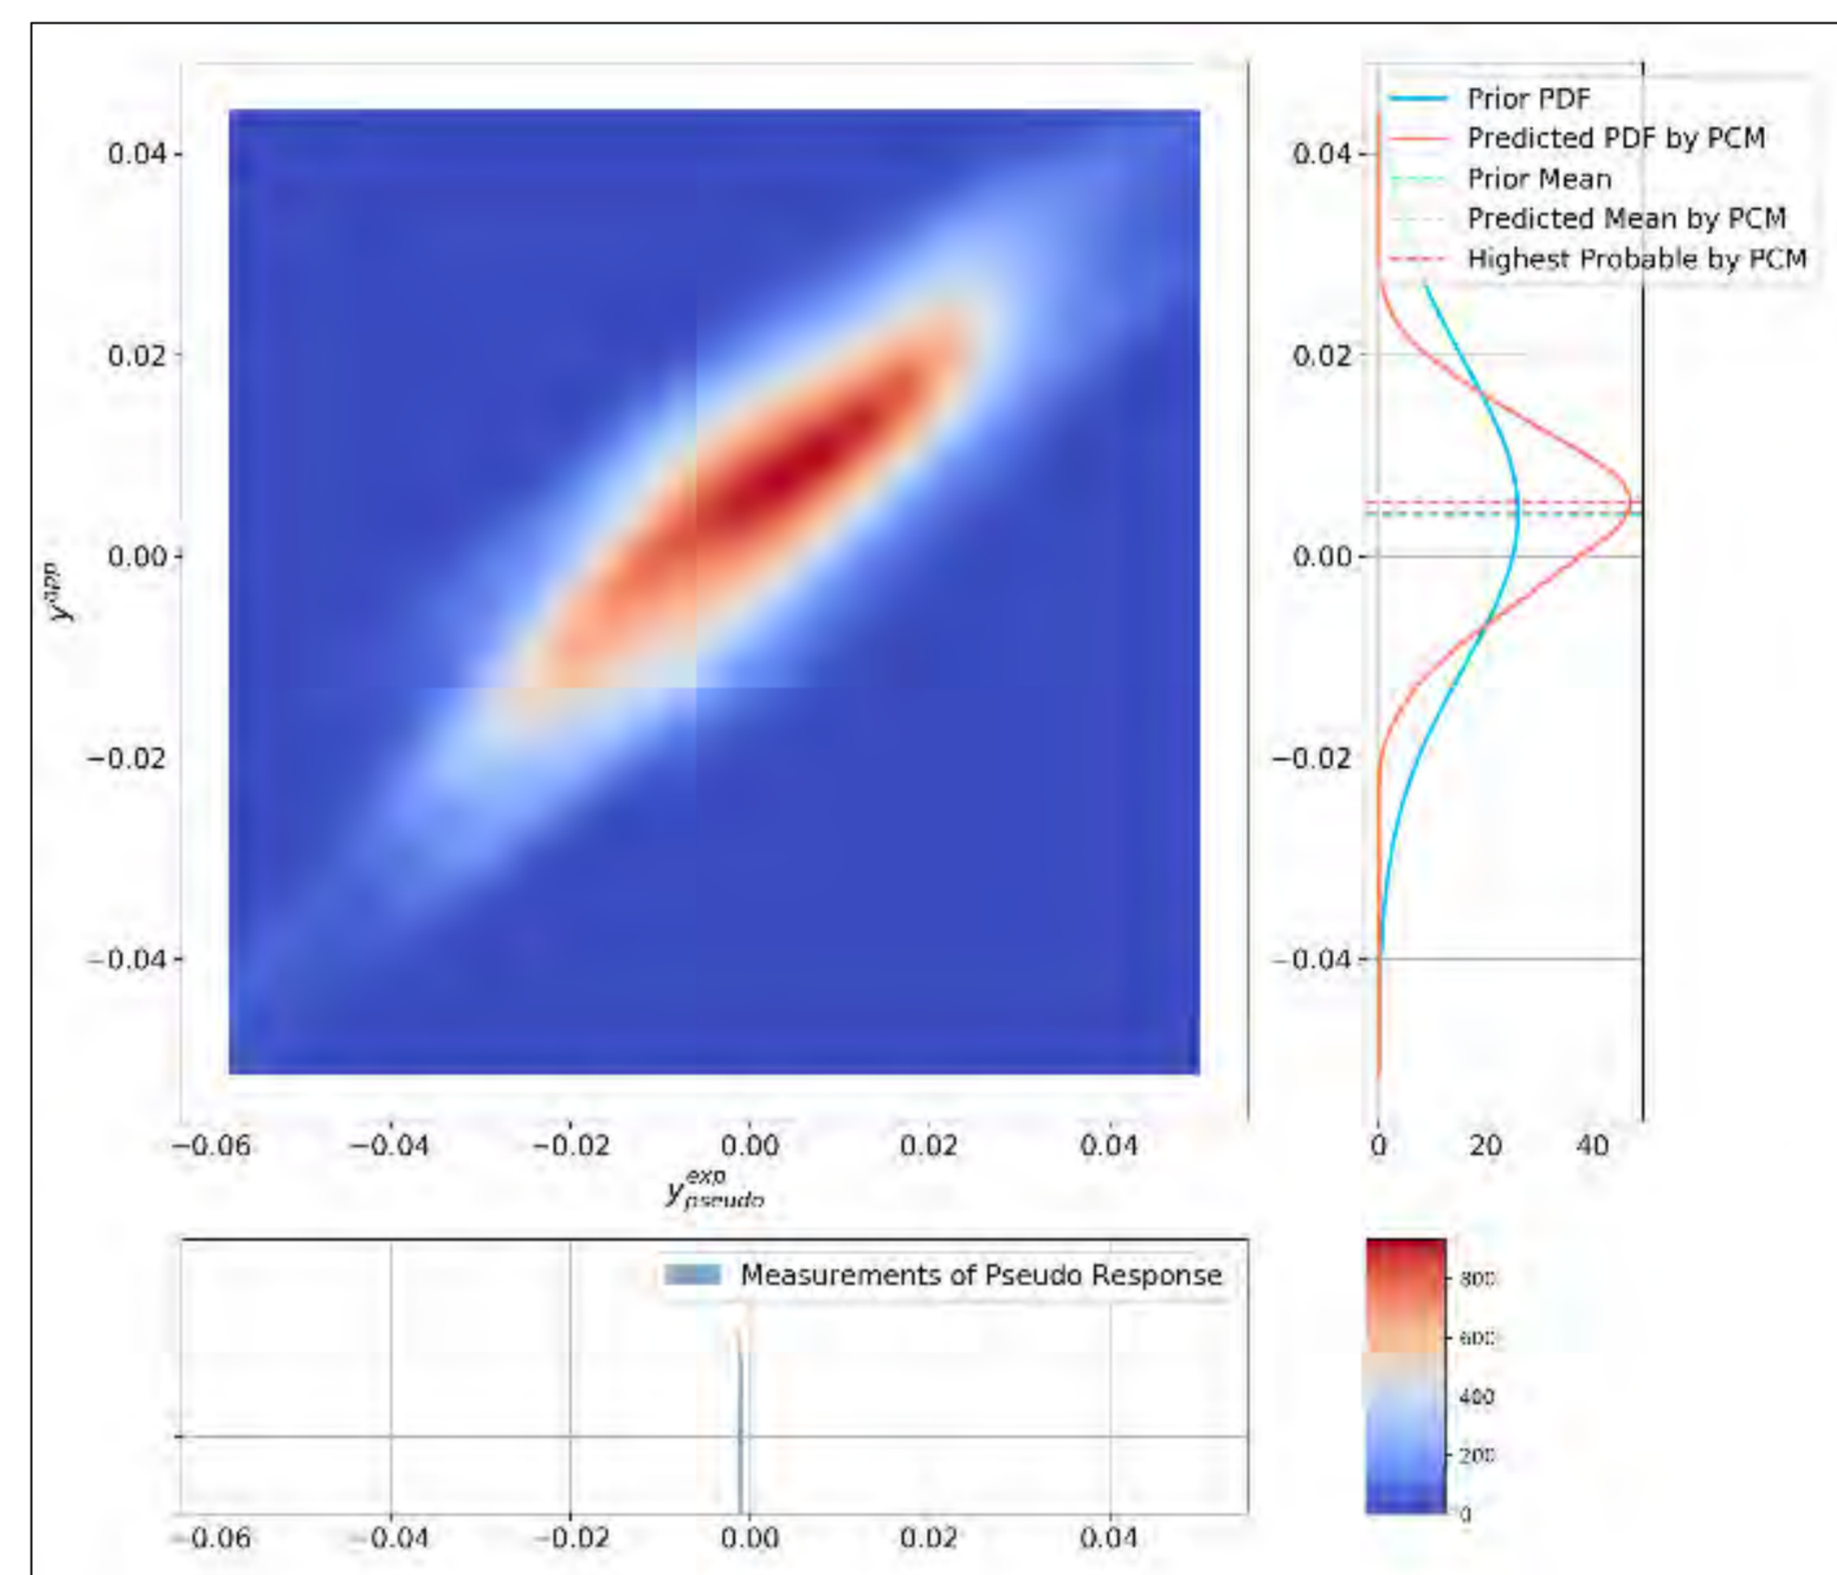 0.04
0.02
0.00
−0.02
−0.04
y^app
−0.06 −0.04 −0.02 0.00 0.02 0.04
y^exp_pseudo
Prior PDF
Predicted PDF by PCM
Prior Mean
Predicted Mean by PCM
Highest Probable by PCM
0.04
0.02
0.00
−0.02
−0.04
0 20 40
Measurements of Pseudo Response
−0.06 −0.04 −0.02 0.00 0.02 0.04
800
600
400
200
0